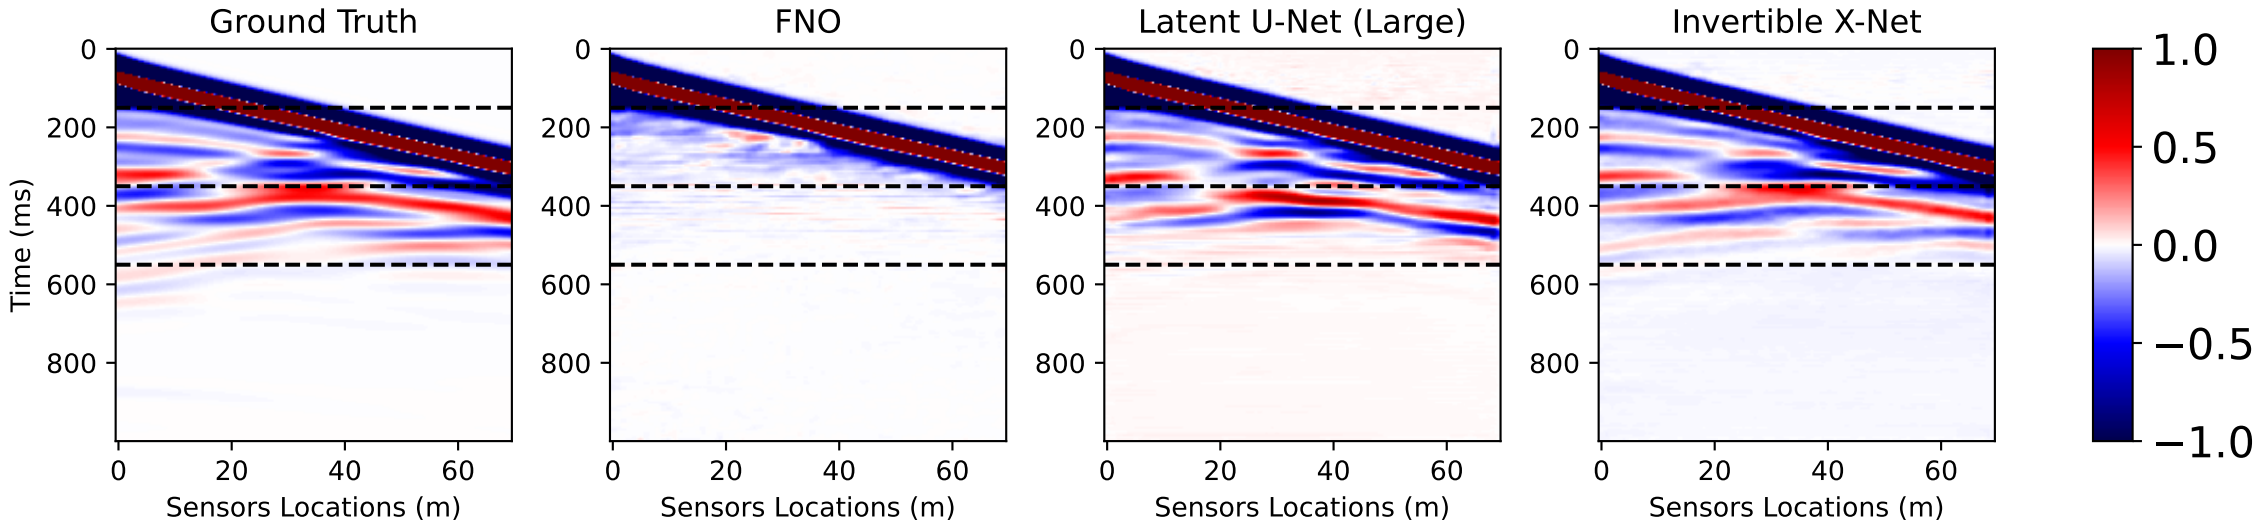 Ground Truth
FNO
Latent U-Net (Large)
Invertible X-Net
0
200
400
600
800
0
200
400
600
800
0
200
400
600
800
0
200
400
600
800
Time (ms)
0 20 40 60
0 20 40 60
0 20 40 60
0 20 40 60
Sensors Locations (m)
Sensors Locations (m)
Sensors Locations (m)
Sensors Locations (m)
1.0
0.5
0.0
−0.5
−1.0